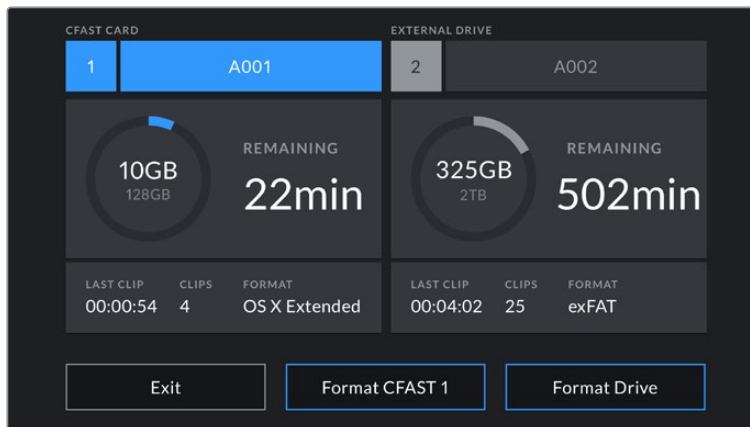 CFAST CARD
1 A001
10GB
128GB
REMAINING
22min
LAST CLIP CLIPS FORMAT
00:00:54 4 OS X Extended
EXTERNAL DRIVE
2 A002
325GB
2TB
REMAINING
502min
LAST CLIP CLIPS FORMAT
00:04:02 25 exFAT
Exit Format CFAST 1 Format Drive